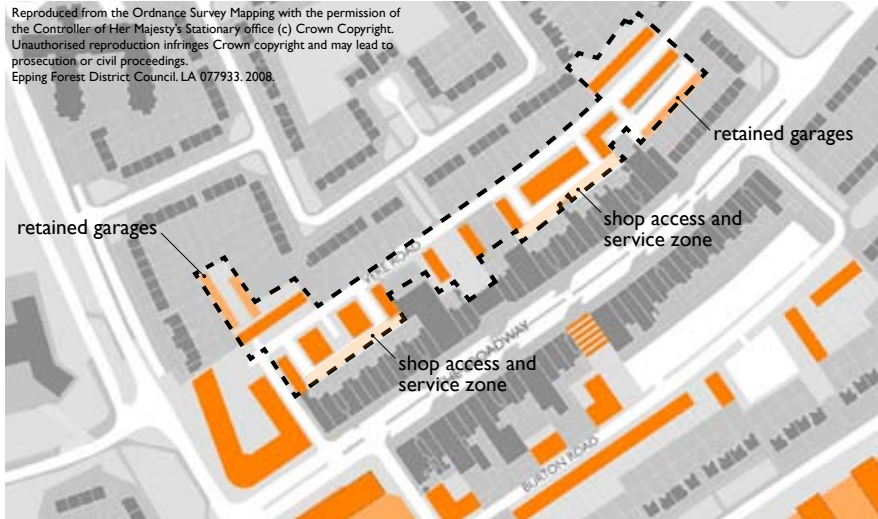 Reproduced from the Ordnance Survey Mapping with the permission of
the Controller of Her Majesty's Stationary office (c) Crown Copyright.
Unauthorised reproduction infringes Crown copyright and may lead to
prosecution or civil proceedings.
Epping Forest District Council. LA 077933. 2008.
retained garages
retained garages
shop access and
service zone
VERE ROAD
shop access and
service zone
BROADWAY
BURTON ROAD